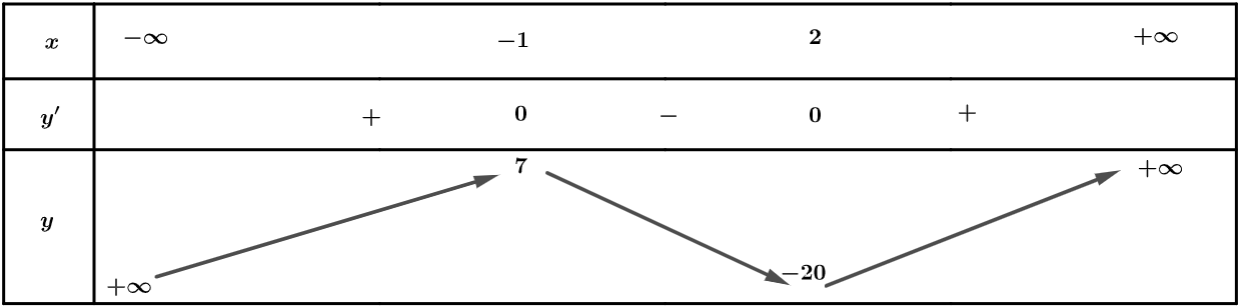 x −∞ −1 2 +∞
y′ + 0 − 0 +
7 +∞
y
+∞ −20